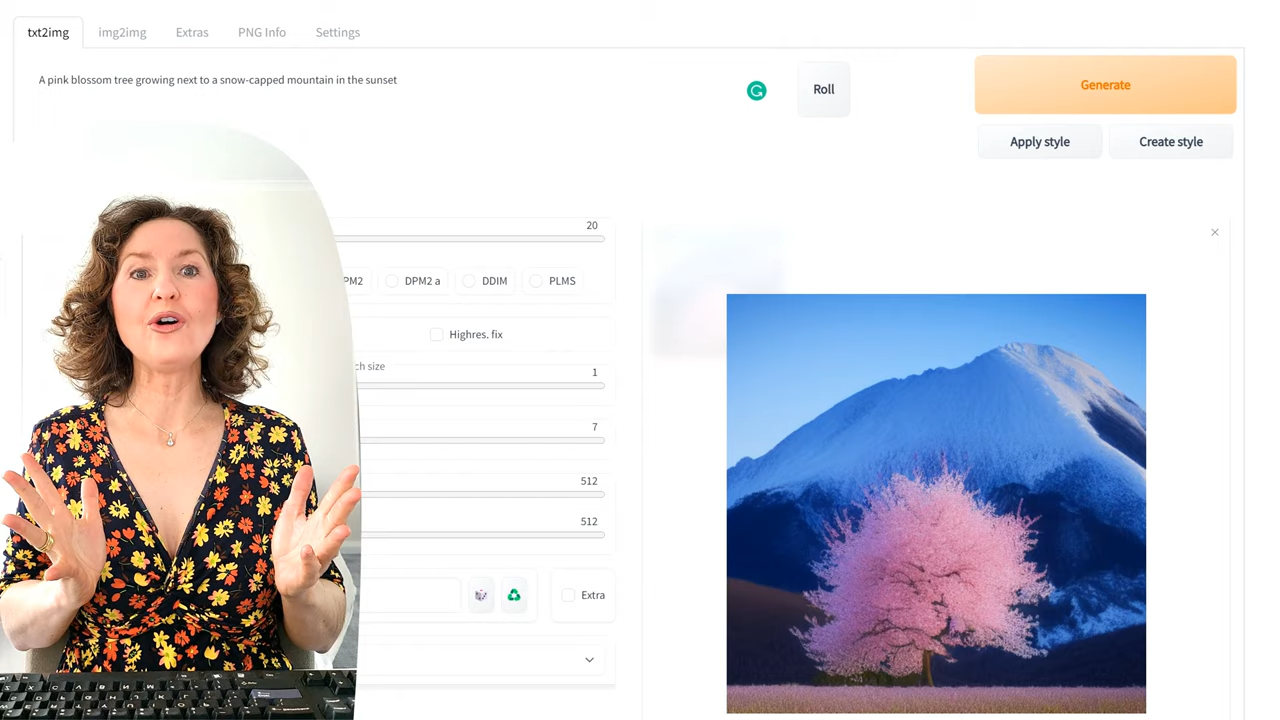 txt2img img2img Extras PNG Info Settings
A pink blossom tree growing next to a snow-capped mountain in the sunset
Roll
Generate
Apply style Create style
20
PM2 DPM2 a DDIM PLMS
Highres. fix
ch size
1
7
512
512
Extra